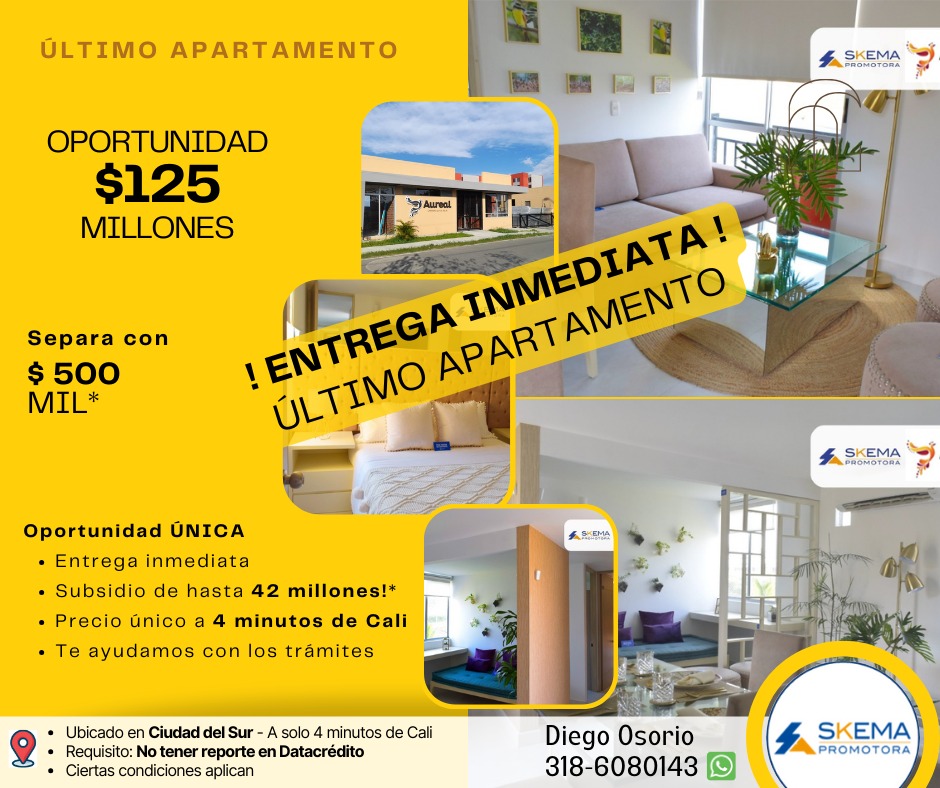 ÚLTIMO APARTAMENTO
SKEMA
PROMOTORA
OPORTUNIDAD
$125
MILLONES
Aureal
! ENTREGA INMEDIATA !
ÚLTIMO APARTAMENTO
Separa con
$ 500
MIL*
SKEMA
PROMOTORA
Oportunidad ÚNICA
• Entrega inmediata
• Subsidio de hasta 42 millones!*
• Precio único a 4 minutos de Cali
• Te ayudamos con los trámites
SKEMA
PROMOTORA
• Ubicado en Ciudad del Sur - A solo 4 minutos de Cali
• Requisito: No tener reporte en Datacrédito
• Ciertas condiciones aplican
Diego Osorio
318-6080143
SKEMA
PROMOTORA